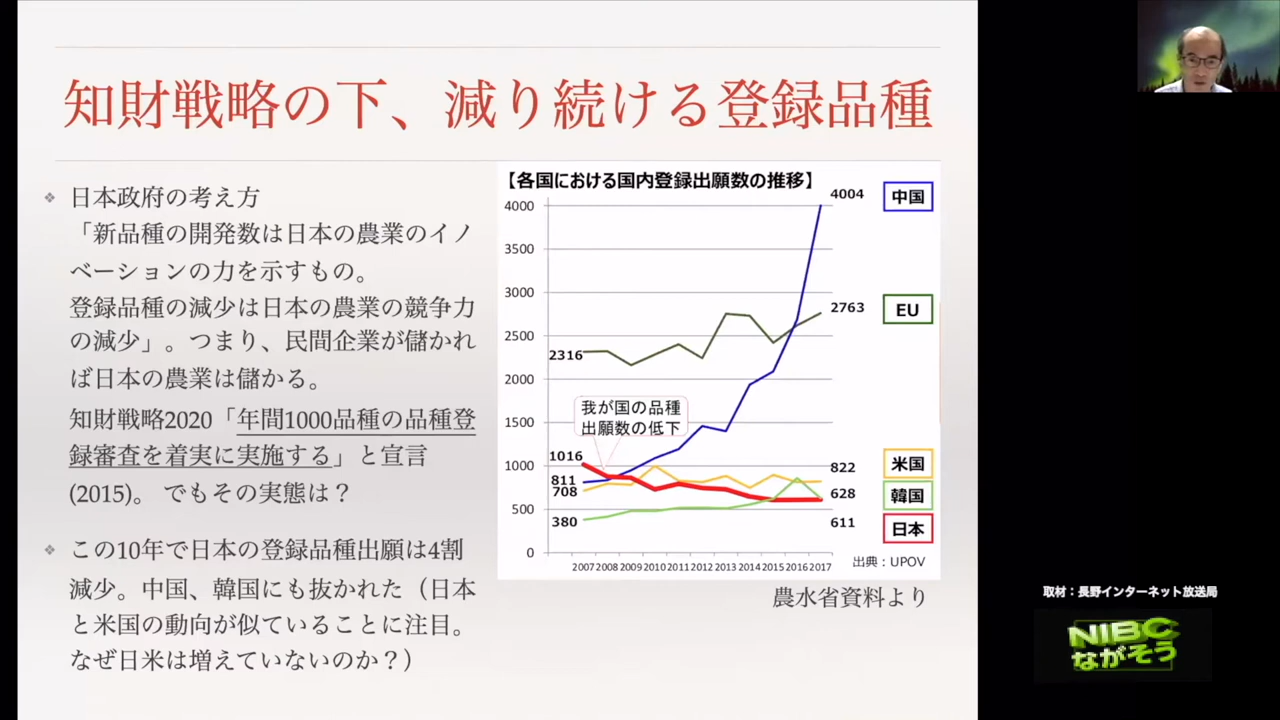 知財戦略の下、減り続ける登録品種
❖ 日本政府の考え方
「新品種の開発数は日本の農業のイノ
ベーションの力を示すもの。
登録品種の減少は日本の農業の競争力
の減少」。つまり、民間企業が儲かれ
ば日本の農業は儲かる。
知財戦略2020「年間1000品種の品種登
録審査を着実に実施する」と宣言
(2015)。でもその実態は？
❖ この10年で日本の登録品種出願は4割
減少。中国、韓国にも抜かれた（日本
と米国の動向が似ていることに注目。
なぜ日米は増えていないのか？）
【各国における国内登録出願数の推移】
4000
3500
3000
2500
2000
1500
1000
500
0
2316
1016
811
708
380
我が国の品種
出願数の低下
4004
2763
822
628
611
中国
EU
米国
韓国
日本
2007 2008 2009 2010 2011 2012 2013 2014 2015 2016 2017
出典：UPOV
農水省資料より
取材：長野インターネット放送局
NIBC
ながそう